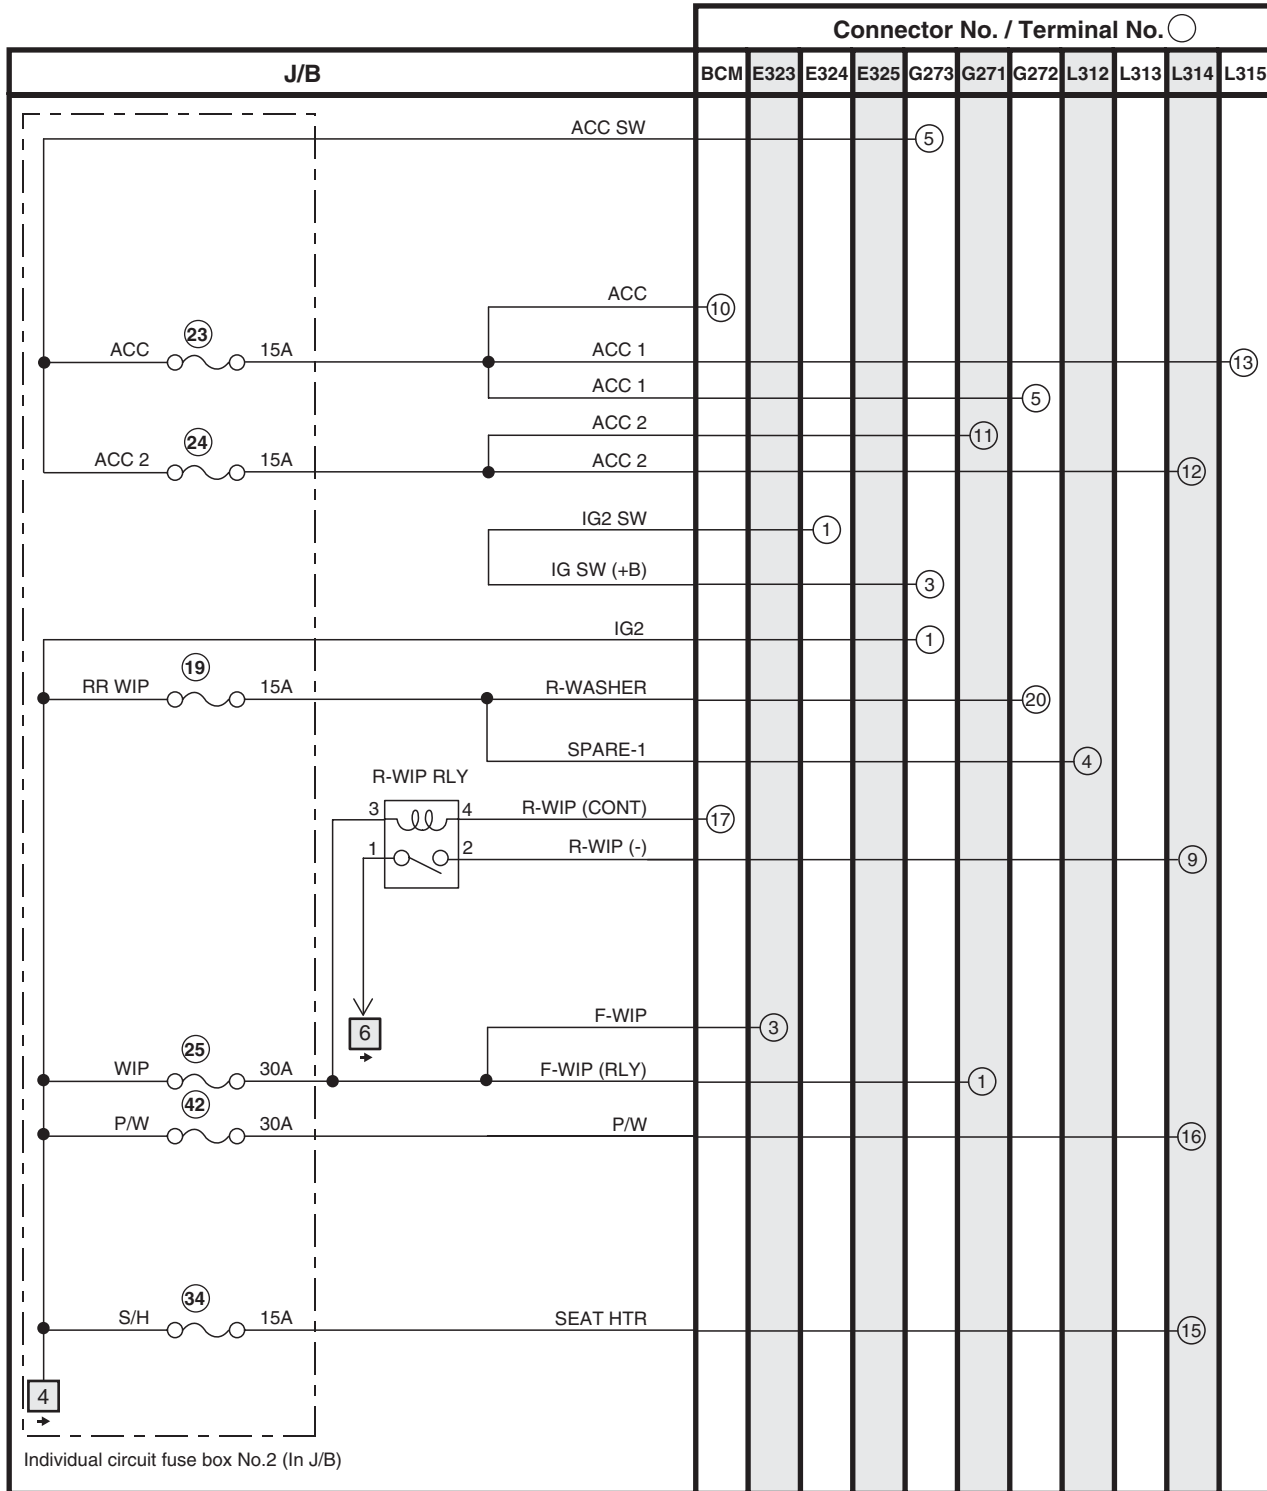 Connector No. / Terminal No.
J/B BCM E323 E324 E325 G273 G271 G272 L312 L313 L314 L315
ACC SW 5
ACC 10
23
ACC 15A ACC 1 13
ACC 1 5
ACC 2 11
24
ACC 2 15A ACC 2 12
IG2 SW 1
IG SW (+B) 3
IG2 1
19
RR WIP 15A R-WASHER 20
SPARE-1 4
R-WIP RLY
3 4 R-WIP (CONT) 17
1 2 R-WIP (-) 9
F-WIP 3
6
25
WIP 30A F-WIP (RLY) 1
42
P/W 30A P/W 16
34
S/H 15A SEAT HTR 15
4
Individual circuit fuse box No.2 (In J/B)